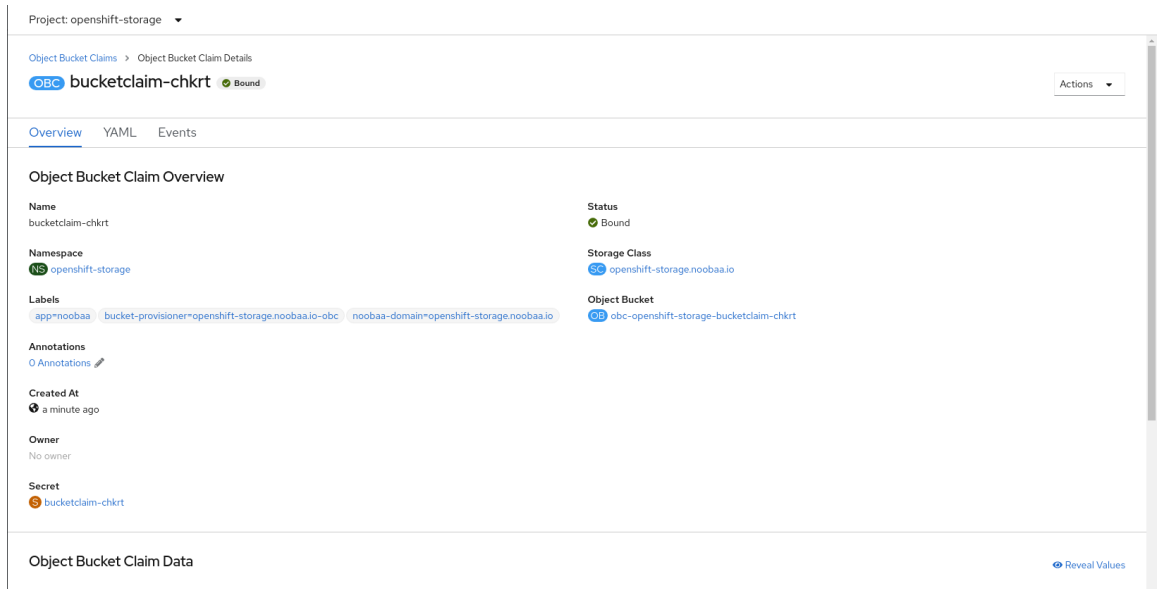 Project: openshift-storage
Object Bucket Claims > Object Bucket Claim Details
OBC bucketclaim-chkrt Bound
Actions
Overview YAML Events
Object Bucket Claim Overview
Name
bucketclaim-chkrt
Namespace
NS openshift-storage
Labels
app=noobaa bucket-provisioner=openshift-storage.noobaa.io-obc noobaa-domain=openshift-storage.noobaa.io
Annotations
0 Annotations
Created At
a minute ago
Owner
No owner
Secret
S bucketclaim-chkrt
Status
Bound
Storage Class
SC openshift-storage.noobaa.io
Object Bucket
OB obc-openshift-storage-bucketclaim-chkrt
Object Bucket Claim Data
Reveal Values